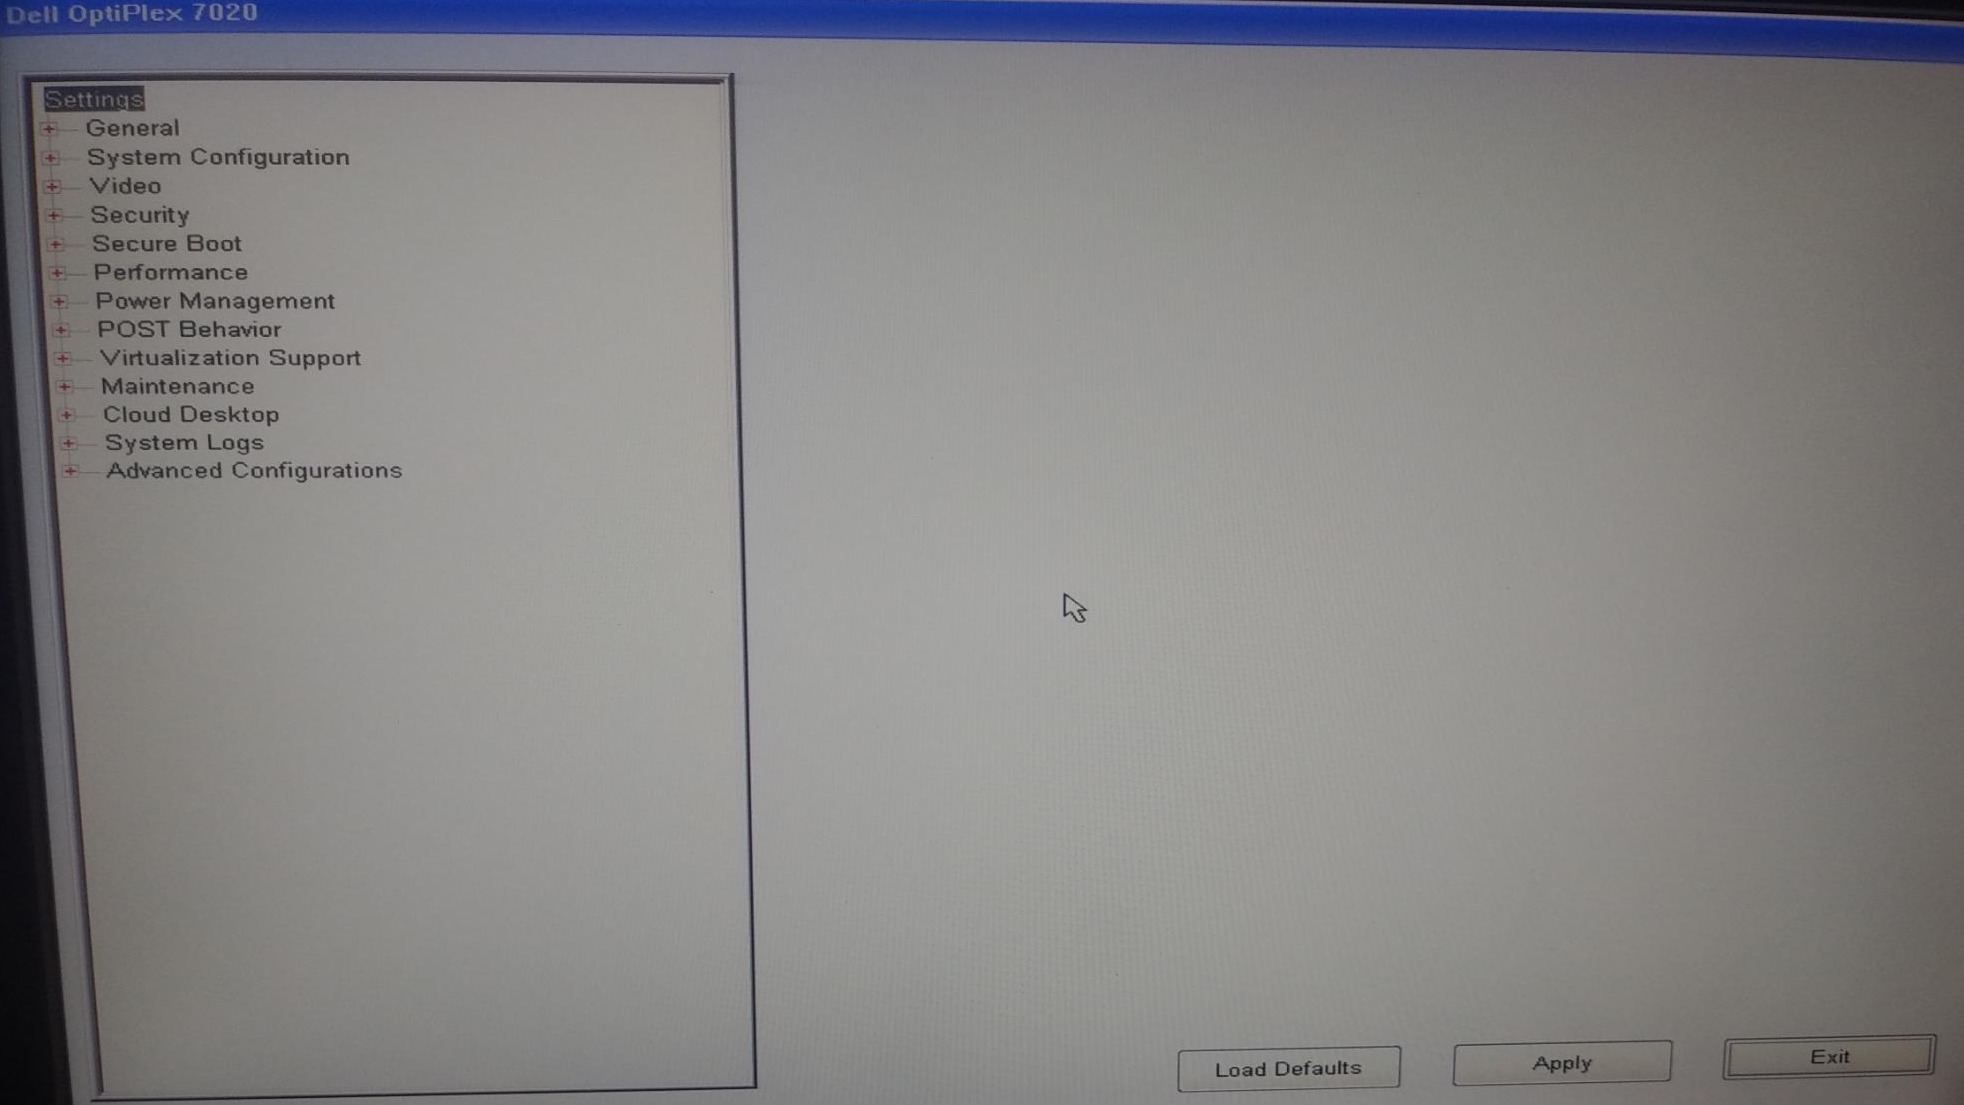 Dell OptiPlex 7020
Settings
General
System Configuration
Video
Security
Secure Boot
Performance
Power Management
POST Behavior
Virtualization Support
Maintenance
Cloud Desktop
System Logs
Advanced Configurations
Load Defaults
Apply
Exit